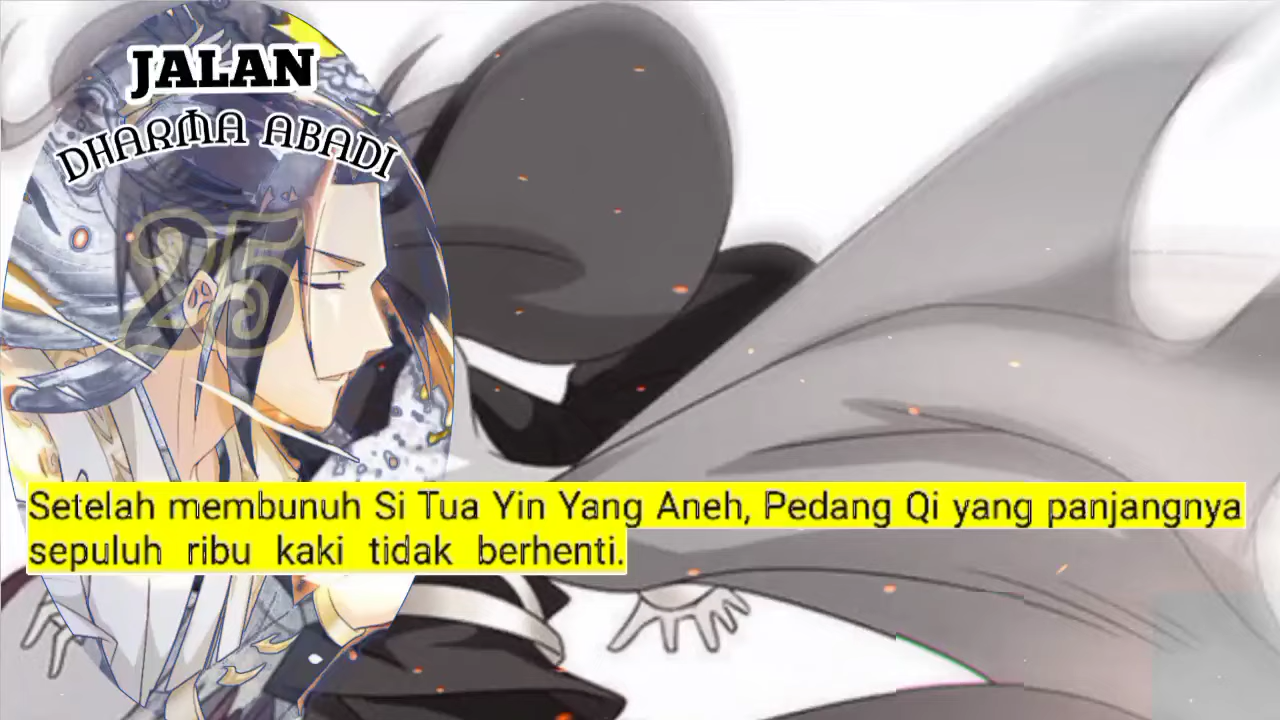 JALAN
DHARMA ABADI
25
Setelah membunuh Si Tua Yin Yang Aneh, Pedang Qi yang panjangnya
sepuluh ribu kaki tidak berhenti.